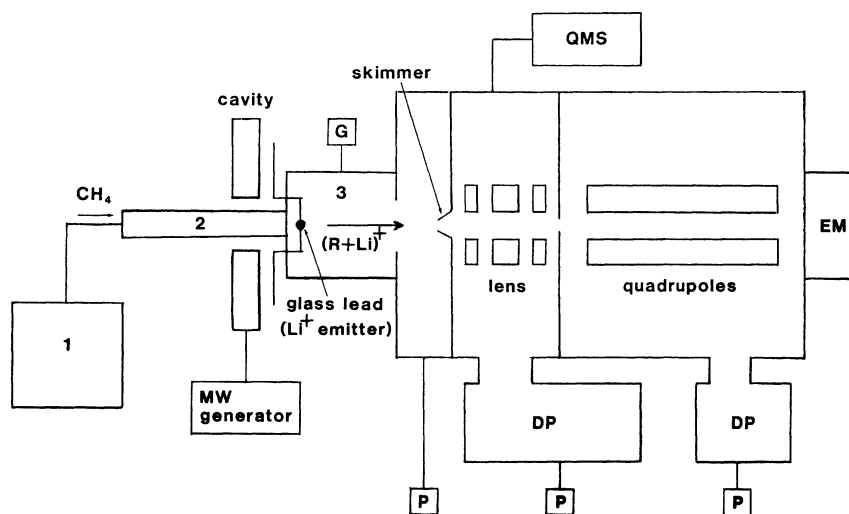 QMS
skimmer
cavity
G
CH4
3
2
(R+Li)+
EM
lens
quadrupoles
glass lead
(Li+ emitter)
1
MW
generator
DP
DP
P
P
P